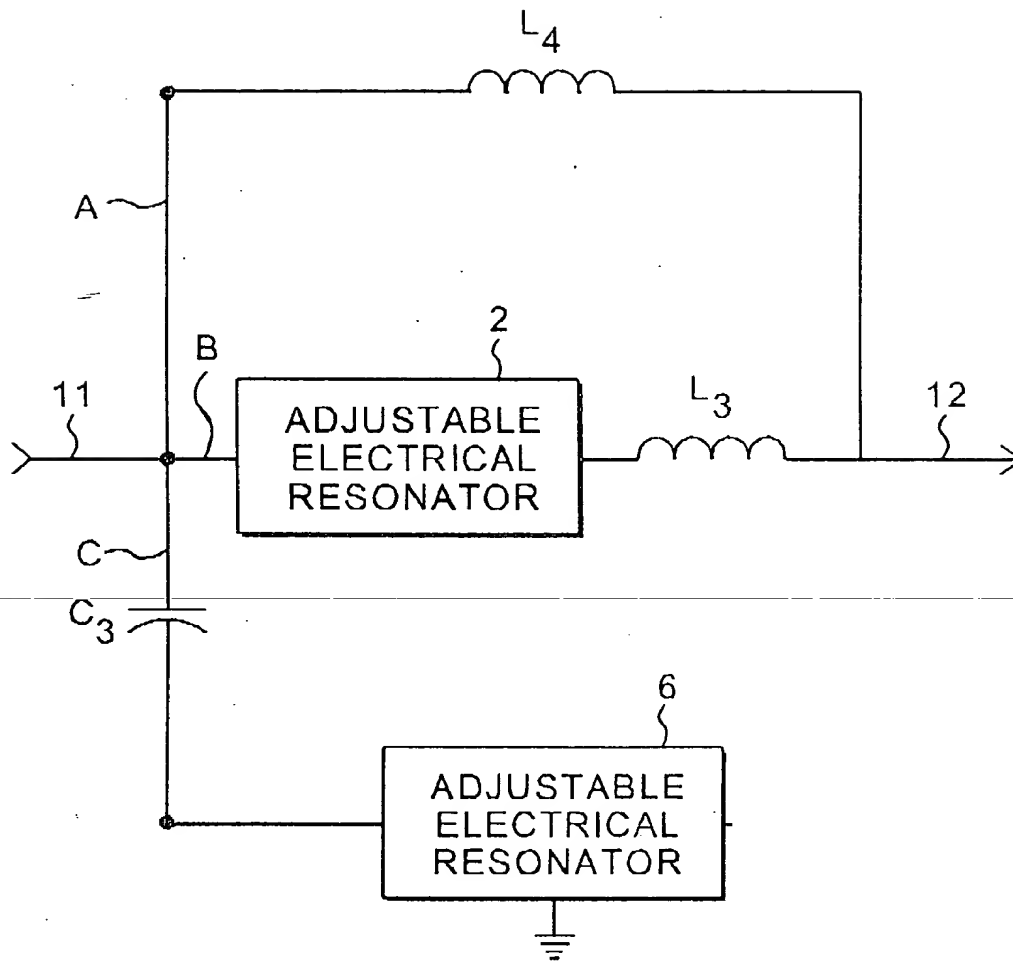 L4
A
2
B
11
ADJUSTABLE
ELECTRICAL
RESONATOR
L3
12
C
C3
6
ADJUSTABLE
ELECTRICAL
RESONATOR